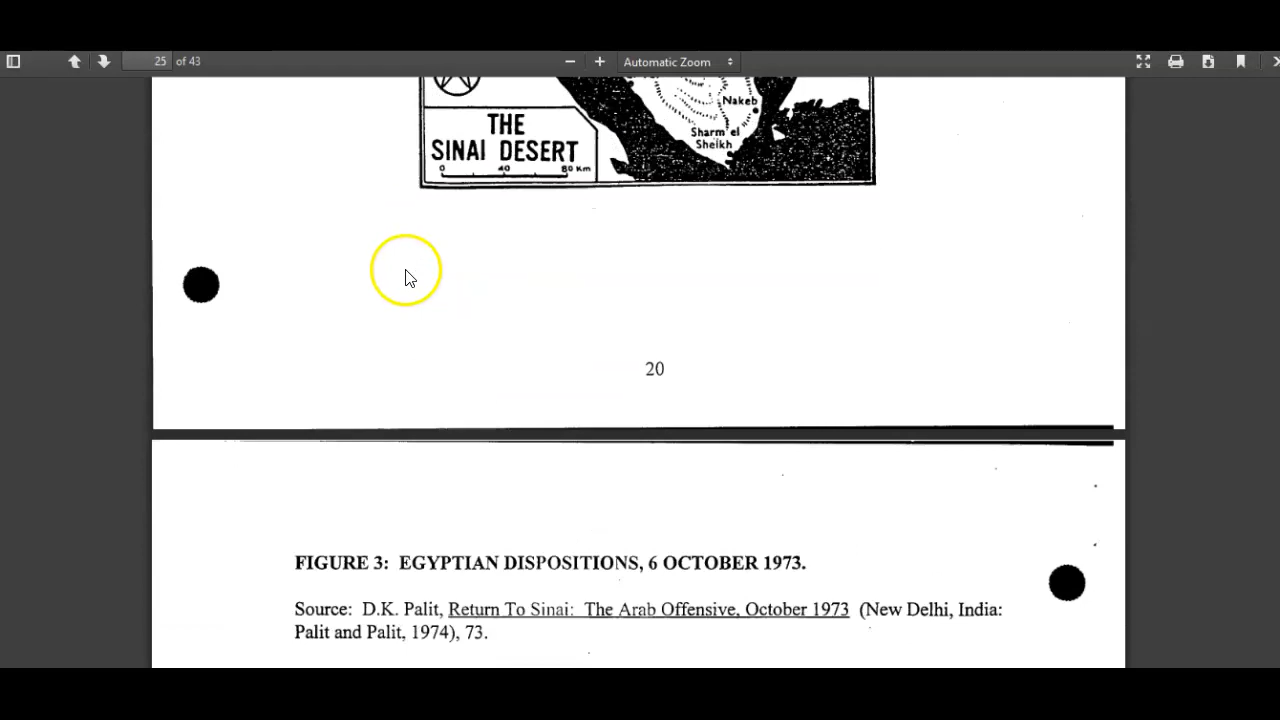 25 of 43
Automatic Zoom
Nakeb
Sharm el
Sheikh
THE
SINAI DESERT
0 40 80 Km
20
FIGURE 3: EGYPTIAN DISPOSITIONS, 6 OCTOBER 1973.
Source: D.K. Palit, Return To Sinai: The Arab Offensive, October 1973 (New Delhi, India:
Palit and Palit, 1974), 73.